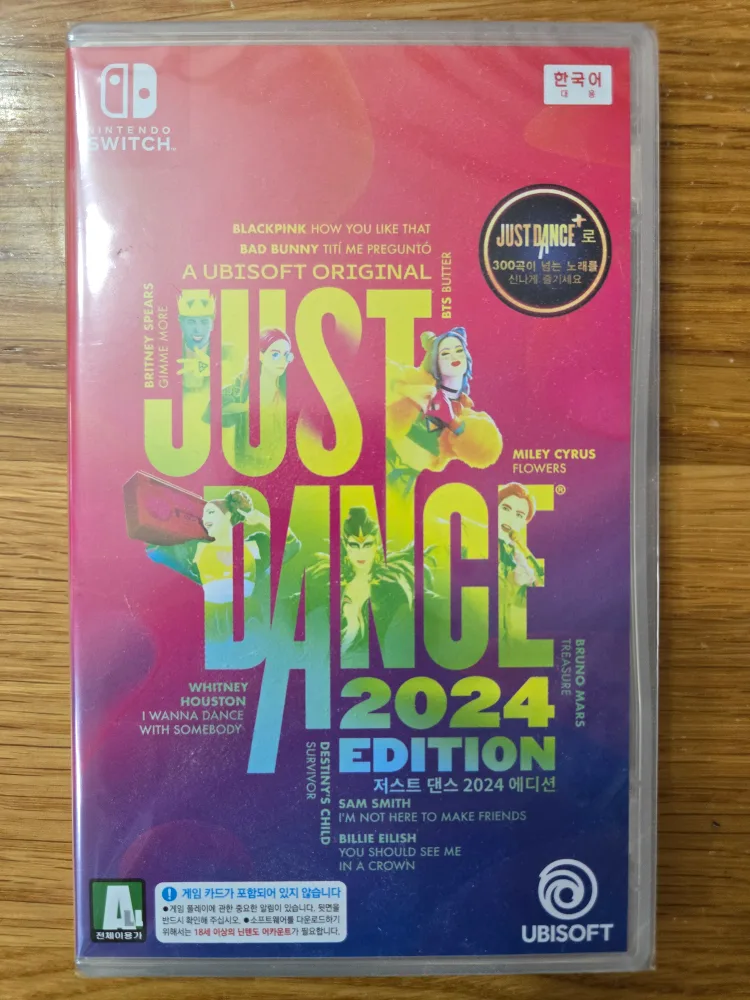 NINTENDO
SWITCH™
한국어
대응
JUST DANCE+로
300곡이 넘는 노래를
신나게 즐기세요
BLACKPINK HOW YOU LIKE THAT
BAD BUNNY TITÍ ME PREGUNTÓ
A UBISOFT ORIGINAL
BTS BUTTER
BRITNEY SPEARS
GIMME MORE
JUST
MILEY CYRUS
FLOWERS
DANCE®
BRUNO MARS
TREASURE
WHITNEY
HOUSTON
I WANNA DANCE
WITH SOMEBODY
2024
EDITION
저스트 댄스 2024 에디션
DESTINY'S CHILD
SURVIVOR
SAM SMITH
I'M NOT HERE TO MAKE FRIENDS
BILLIE EILISH
YOU SHOULD SEE ME
IN A CROWN
ALL
전체이용가
! 게임 카드가 포함되어 있지 않습니다
●게임 플레이에 관한 중요한 알림이 있습니다. 뒷면을
반드시 확인해 주십시오. ●소프트웨어를 다운로드하기
위해서는 18세 이상의 닌텐도 어카운트가 필요합니다.
UBISOFT